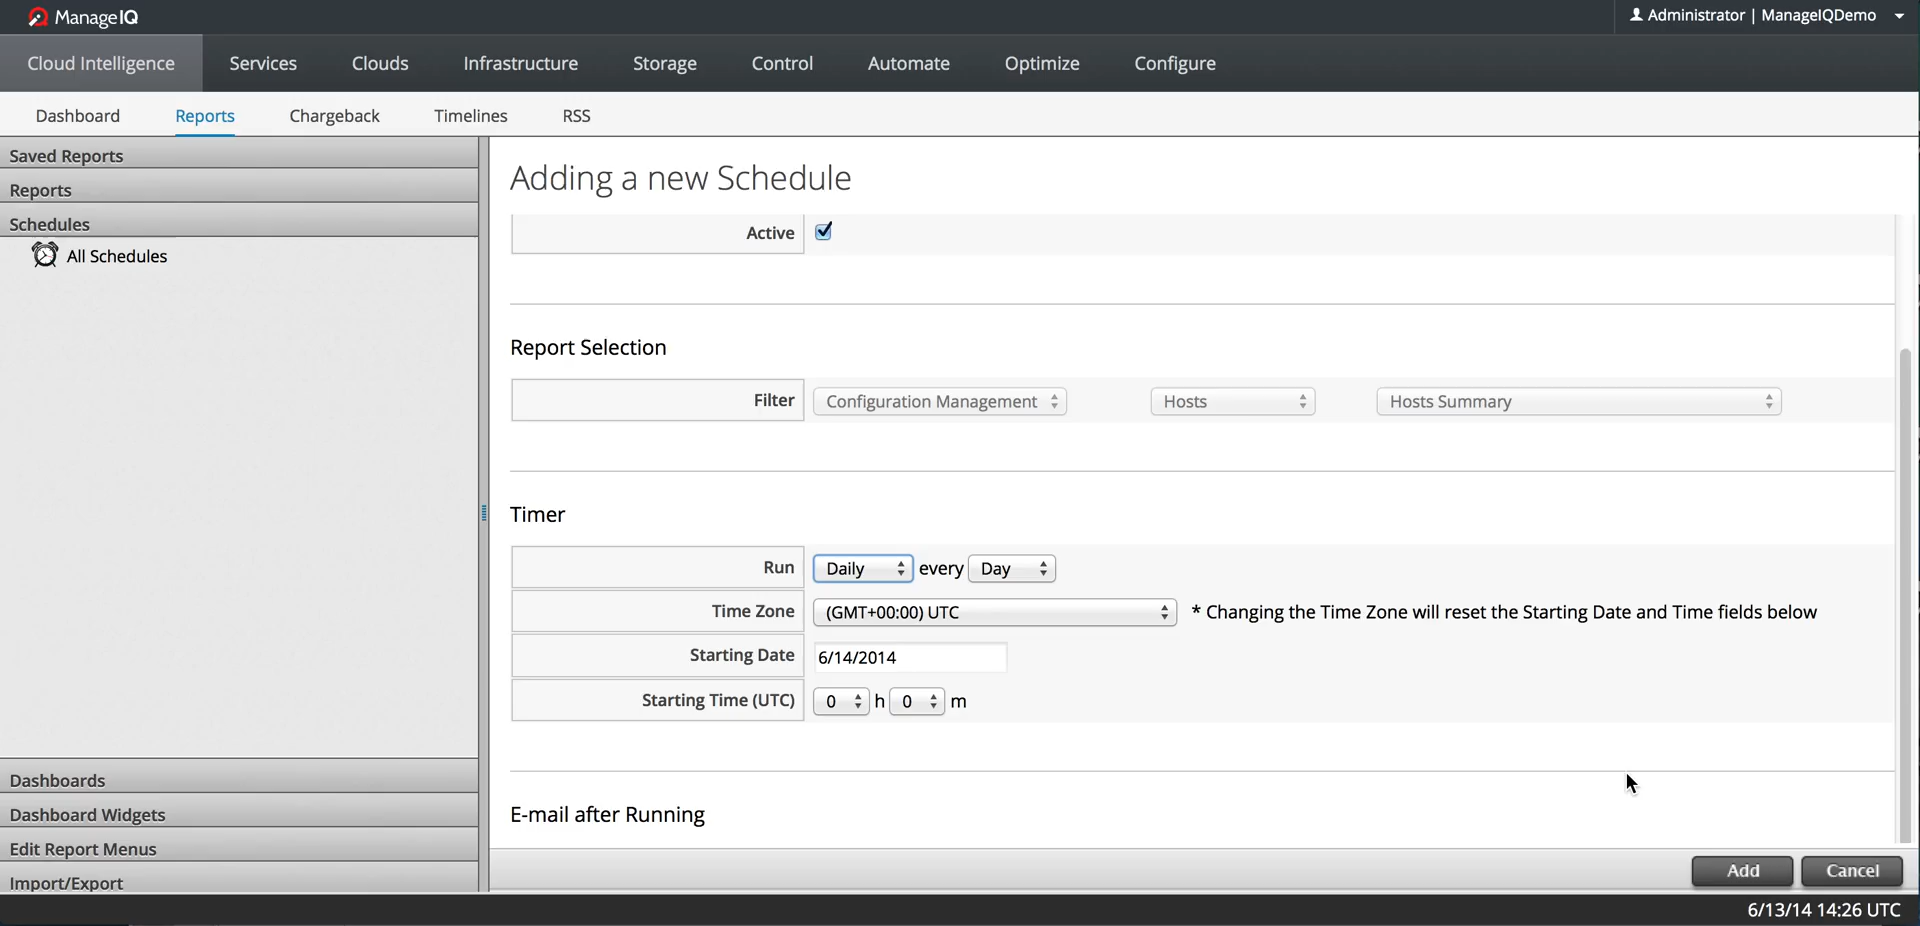 ManageIQ
Administrator | ManageIQDemo
Cloud Intelligence Services Clouds Infrastructure Storage Control Automate Optimize Configure
Dashboard Reports Chargeback Timelines RSS
Saved Reports
Reports
Schedules
All Schedules
Dashboards
Dashboard Widgets
Edit Report Menus
Import/Export
Adding a new Schedule
Active
Report Selection
Filter Configuration Management Hosts Hosts Summary
Timer
Run Daily every Day
Time Zone (GMT+00:00) UTC * Changing the Time Zone will reset the Starting Date and Time fields below
Starting Date 6/14/2014
Starting Time (UTC) 0 h 0 m
E-mail after Running
Add Cancel
6/13/14 14:26 UTC